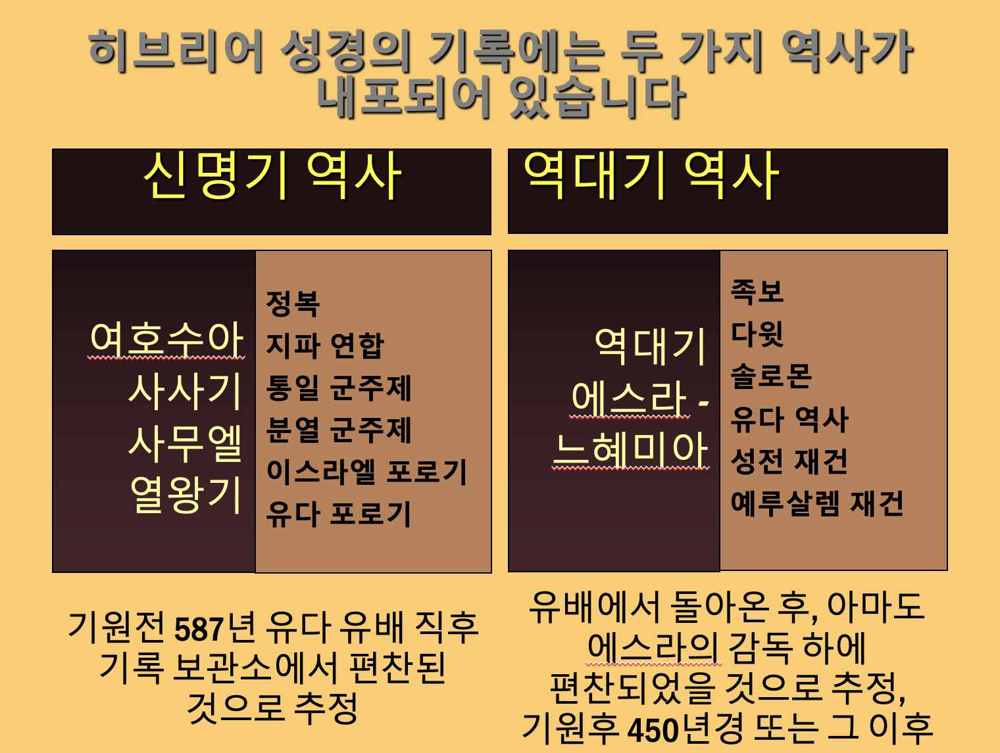 히브리어 성경의 기록에는 두 가지 역사가
내포되어 있습니다
신명기 역사
여호수아
사사기
사무엘
열왕기
정복
지파 연합
통일 군주제
분열 군주제
이스라엘 포로기
유다 포로기
기원전 587년 유다 유배 직후
기록 보관소에서 편찬된
것으로 추정
역대기 역사
역대기
에스라 -
느혜미아
족보
다윗
솔로몬
유다 역사
성전 재건
예루살렘 재건
유배에서 돌아온 후, 아마도
에스라의 감독 하에
편찬되었을 것으로 추정,
기원후 450년경 또는 그 이후